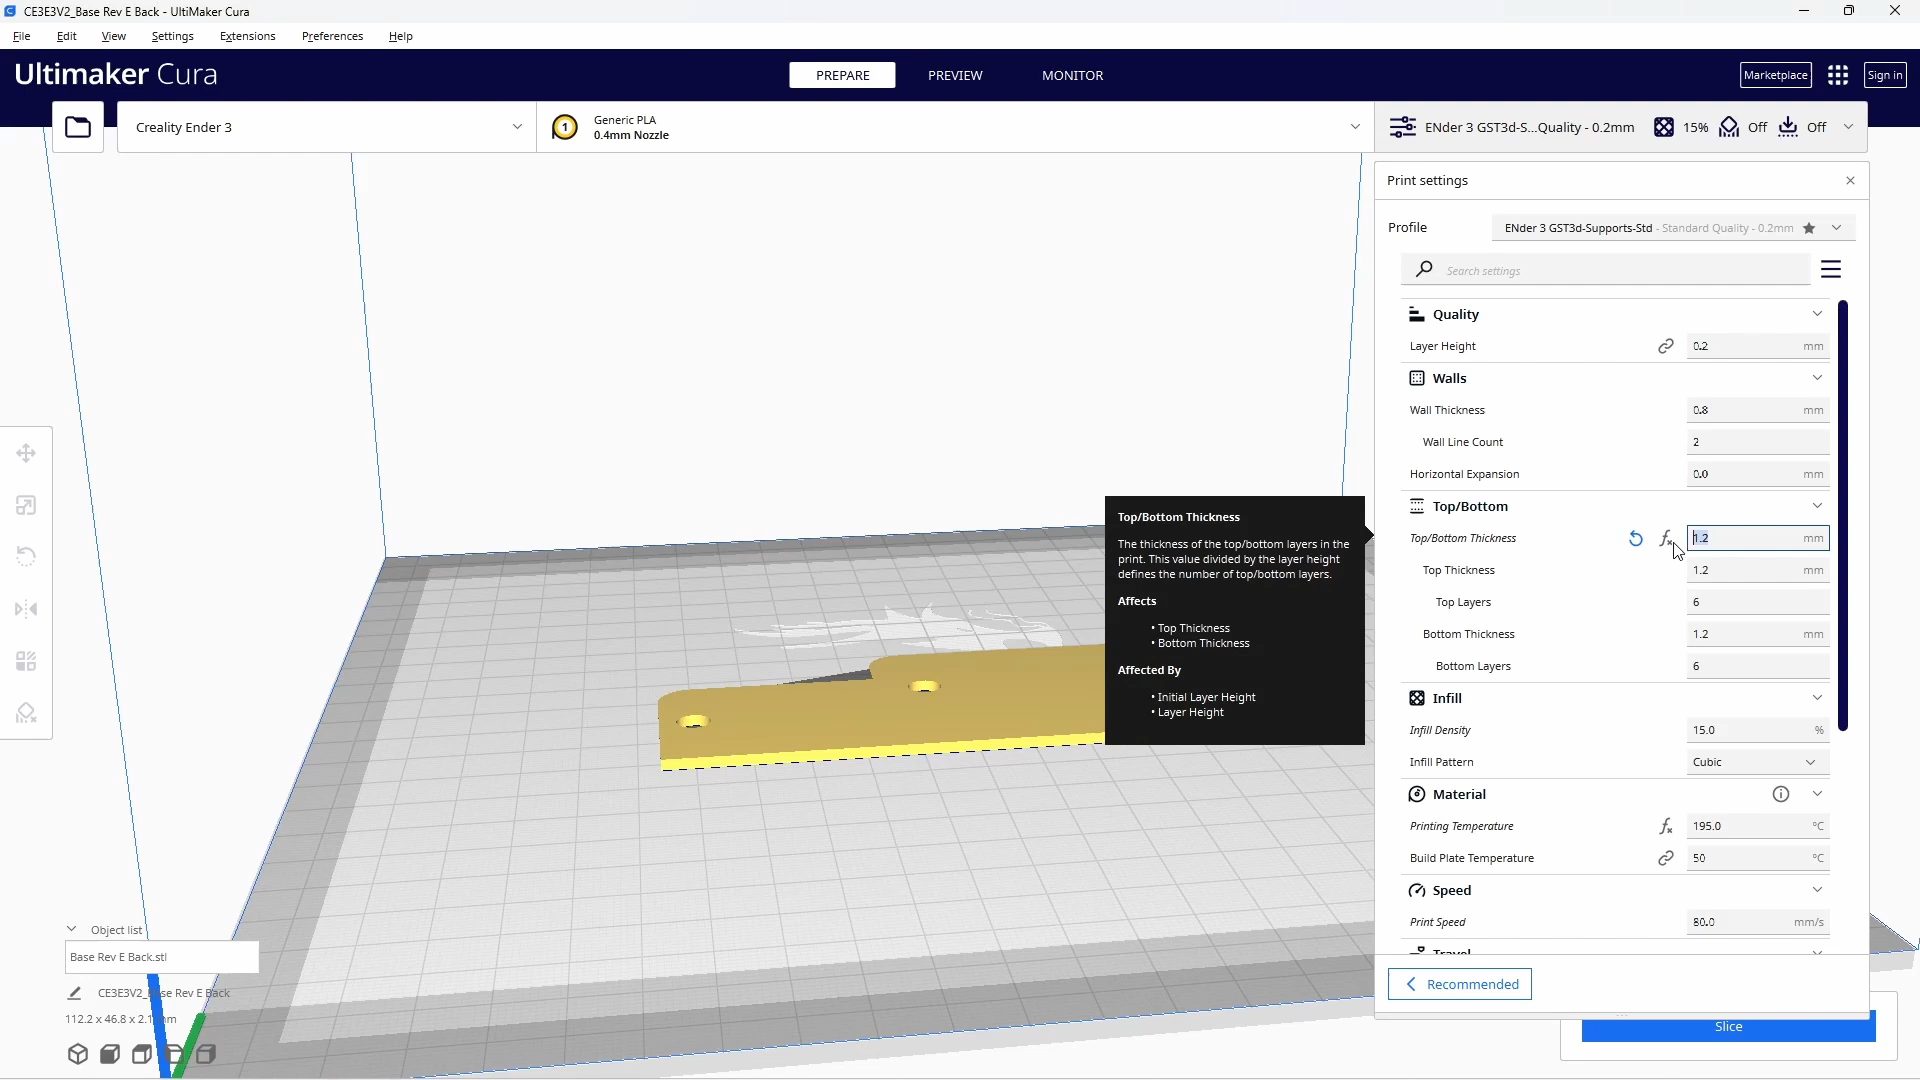 CE3E3V2_Base Rev E Back - UltiMaker Cura
File Edit View Settings Extensions Preferences Help
Ultimaker Cura
PREPARE PREVIEW MONITOR
Marketplace Sign in
Creality Ender 3
1
Generic PLA
0.4mm Nozzle
ENder 3 GST3d-S...Quality - 0.2mm 15% Off Off
Print settings
Profile ENder 3 GST3d-Supports-Std - Standard Quality - 0.2mm
Search settings
Quality
Layer Height 0.2 mm
Walls
Wall Thickness 0.8 mm
Wall Line Count 2
Horizontal Expansion 0.0 mm
Top/Bottom
Top/Bottom Thickness 1.2 mm
Top Thickness 1.2 mm
Top Layers 6
Bottom Thickness 1.2 mm
Bottom Layers 6
Infill
Infill Density 15.0 %
Infill Pattern Cubic
Material
Printing Temperature 195.0 °C
Build Plate Temperature 50 °C
Speed
Print Speed 80.0 mm/s
Travel
Recommended
Slice
Top/Bottom Thickness
The thickness of the top/bottom layers in the
print. This value divided by the layer height
defines the number of top/bottom layers.
Affects
• Top Thickness
• Bottom Thickness
Affected By
• Initial Layer Height
• Layer Height
Object list
Base Rev E Back.stl
CE3E3V2_Base Rev E Back
112.2 x 46.8 x 2.1 mm